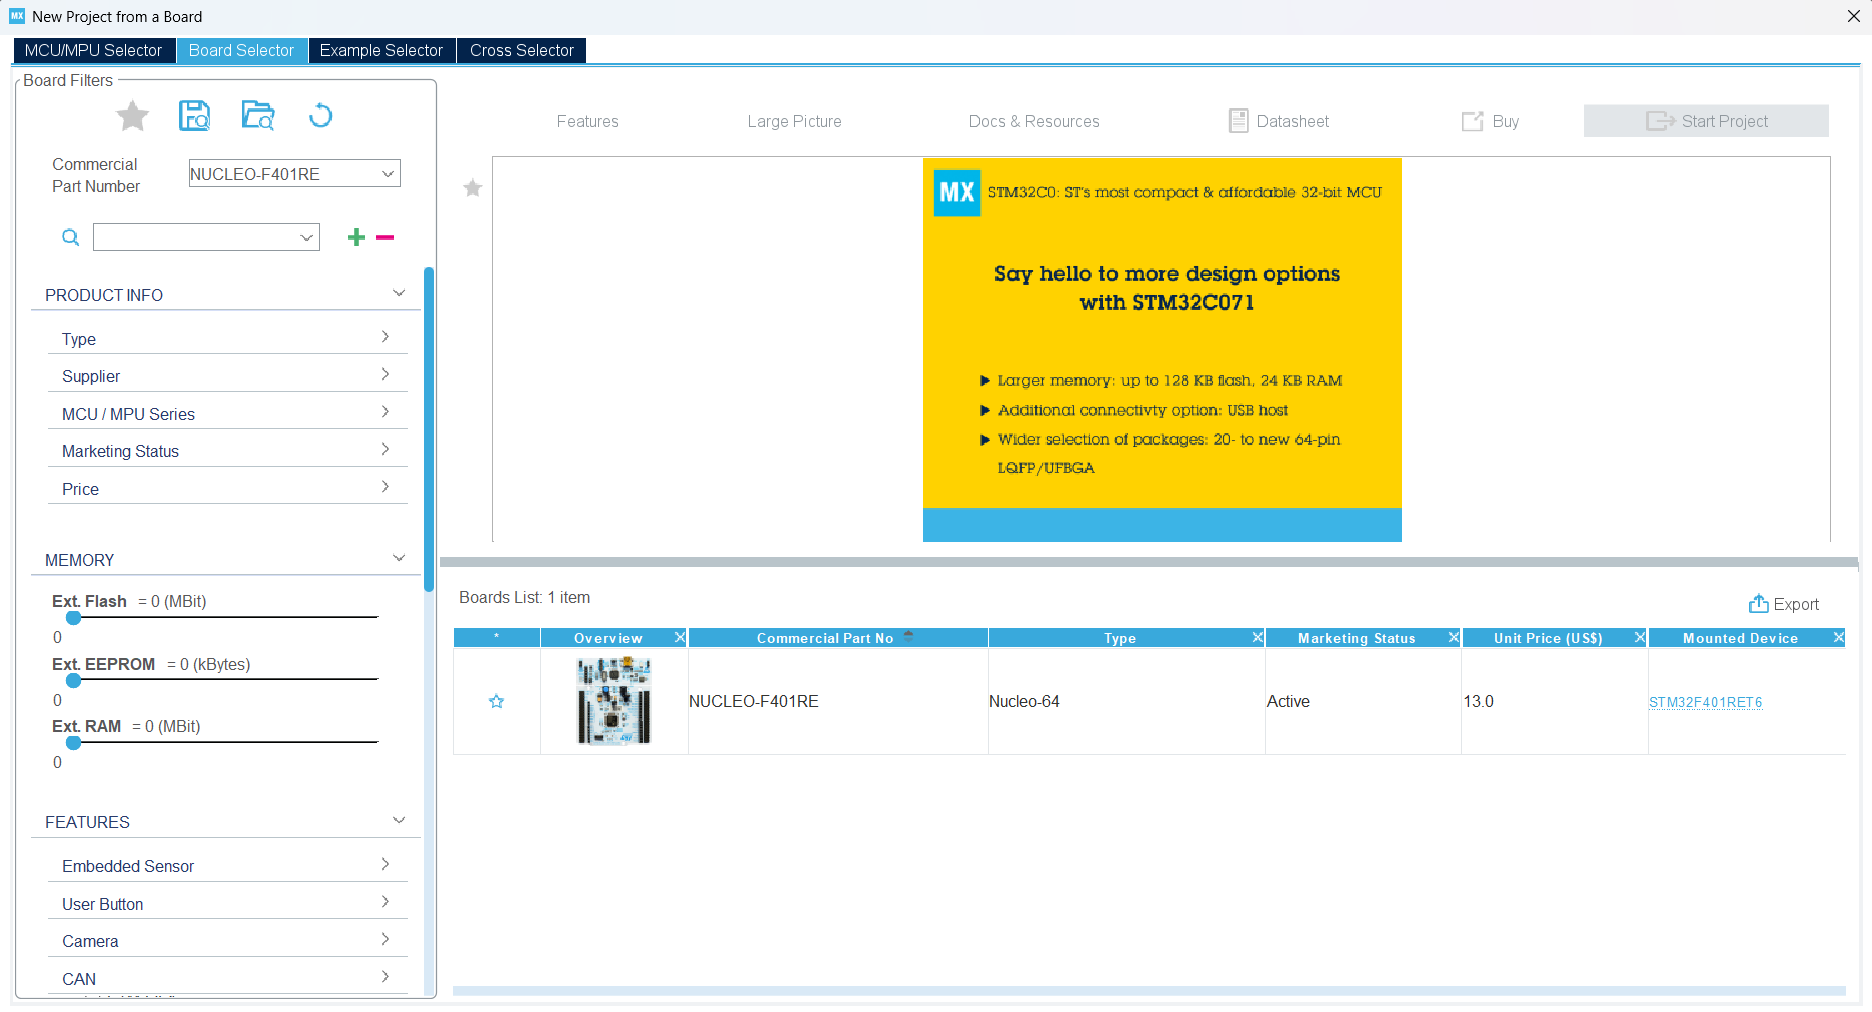 MX New Project from a Board
MCU/MPU Selector Board Selector Example Selector Cross Selector
Board Filters
Commercial
Part Number
NUCLEO-F401RE
PRODUCT INFO
Type
Supplier
MCU / MPU Series
Marketing Status
Price
MEMORY
Ext. Flash = 0 (MBit)
0
Ext. EEPROM = 0 (kBytes)
0
Ext. RAM = 0 (MBit)
0
FEATURES
Embedded Sensor
User Button
Camera
CAN
Features Large Picture Docs & Resources Datasheet Buy Start Project
MX STM32C0: ST's most compact & affordable 32-bit MCU
Say hello to more design options
with STM32C071
Larger memory: up to 128 KB flash, 24 KB RAM
Additional connectivty option: USB host
Wider selection of packages: 20- to new 64-pin
LQFP/UFBGA
Boards List: 1 item
Export
* Overview Commercial Part No Type Marketing Status Unit Price (US$) Mounted Device
NUCLEO-F401RE Nucleo-64 Active 13.0 STM32F401RET6